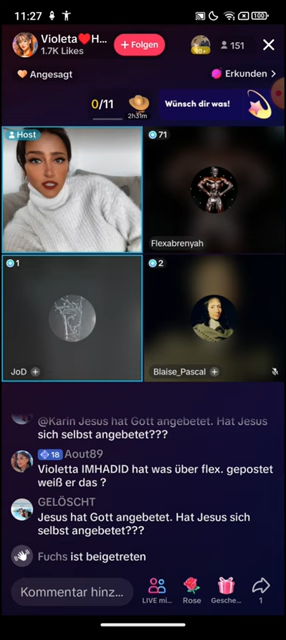 11:27
100
Violeta❤️H...
1.7K Likes
+ Folgen
151
Angesagt
Erkunden >
0/11
2h31m
Wünsch dir was!
Host
71
Flexabrenyah
1
JoD +
2
Blaise_Pascal +
@Karin Jesus hat Gott angebetet. Hat Jesus
sich selbst angebetet???
18 Aout89
Violetta IMHADID hat was über flex. gepostet
weiß er das ?
GELÖSCHT
Jesus hat Gott angebetet. Hat Jesus sich
selbst angebetet???
Fuchs ist beigetreten
Kommentar hinz...
LIVE mi...
Rose
Gesche...
1